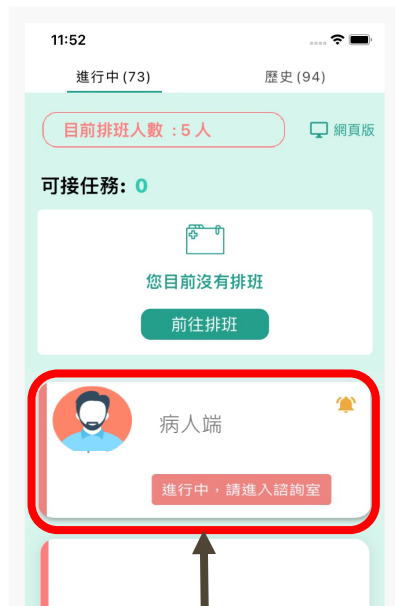 11:52
進行中(73)
歷史(94)
目前排班人數 :5人
網頁版
可接任務: 0
您目前沒有排班
前往排班
病人端
進行中,請進入諮詢室